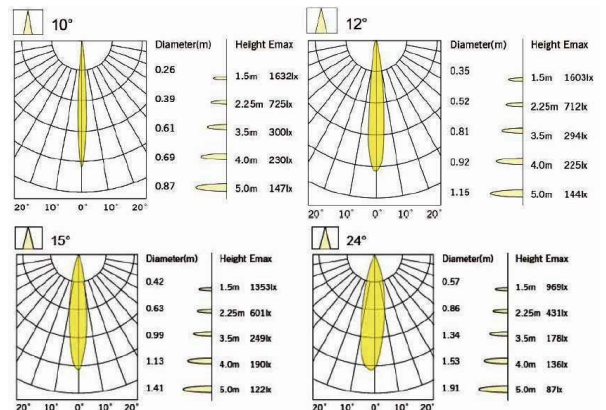 10°
Diameter(m) Height Emax
0.26 1.5m 1632lx
0.39 2.25m 725lx
0.61 3.5m 300lx
0.69 4.0m 230lx
0.87 5.0m 147lx
20° 10° 0° 10° 20°
12°
Diameter(m) Height Emax
0.35 1.5m 1603lx
0.52 2.25m 712lx
0.81 3.5m 294lx
0.92 4.0m 225lx
1.15 5.0m 144lx
20° 10° 0° 10° 20°
15°
Diameter(m) Height Emax
0.42 1.5m 1353lx
0.63 2.25m 601lx
0.99 3.5m 249lx
1.13 4.0m 190lx
1.41 5.0m 122lx
20° 10° 0° 10° 20°
24°
Diameter(m) Height Emax
0.57 1.5m 969lx
0.86 2.25m 431lx
1.34 3.5m 178lx
1.53 4.0m 136lx
1.91 5.0m 87lx
20° 10° 0° 10° 20°